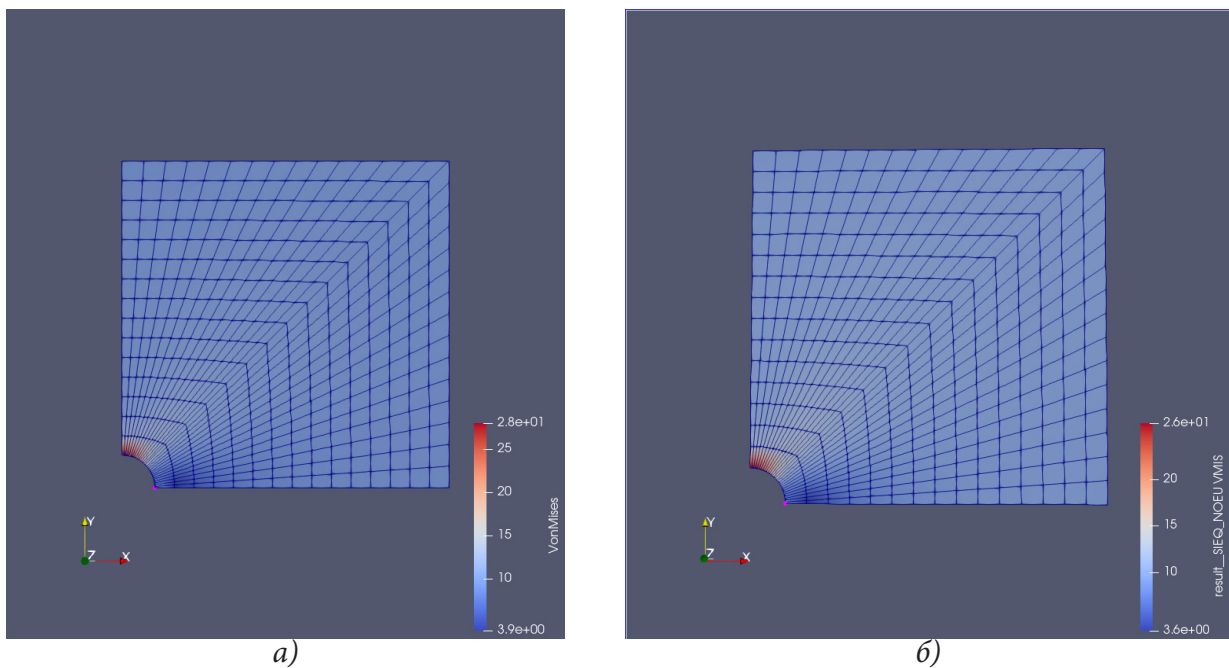 2.8e+01
25
20
15
10
3.9e+00
VonMises
Y
Z
X
а)
2.6e+01
20
15
10
3.6e+00
result_SIEQ_NOEU VMIS
Y
Z
X
б)